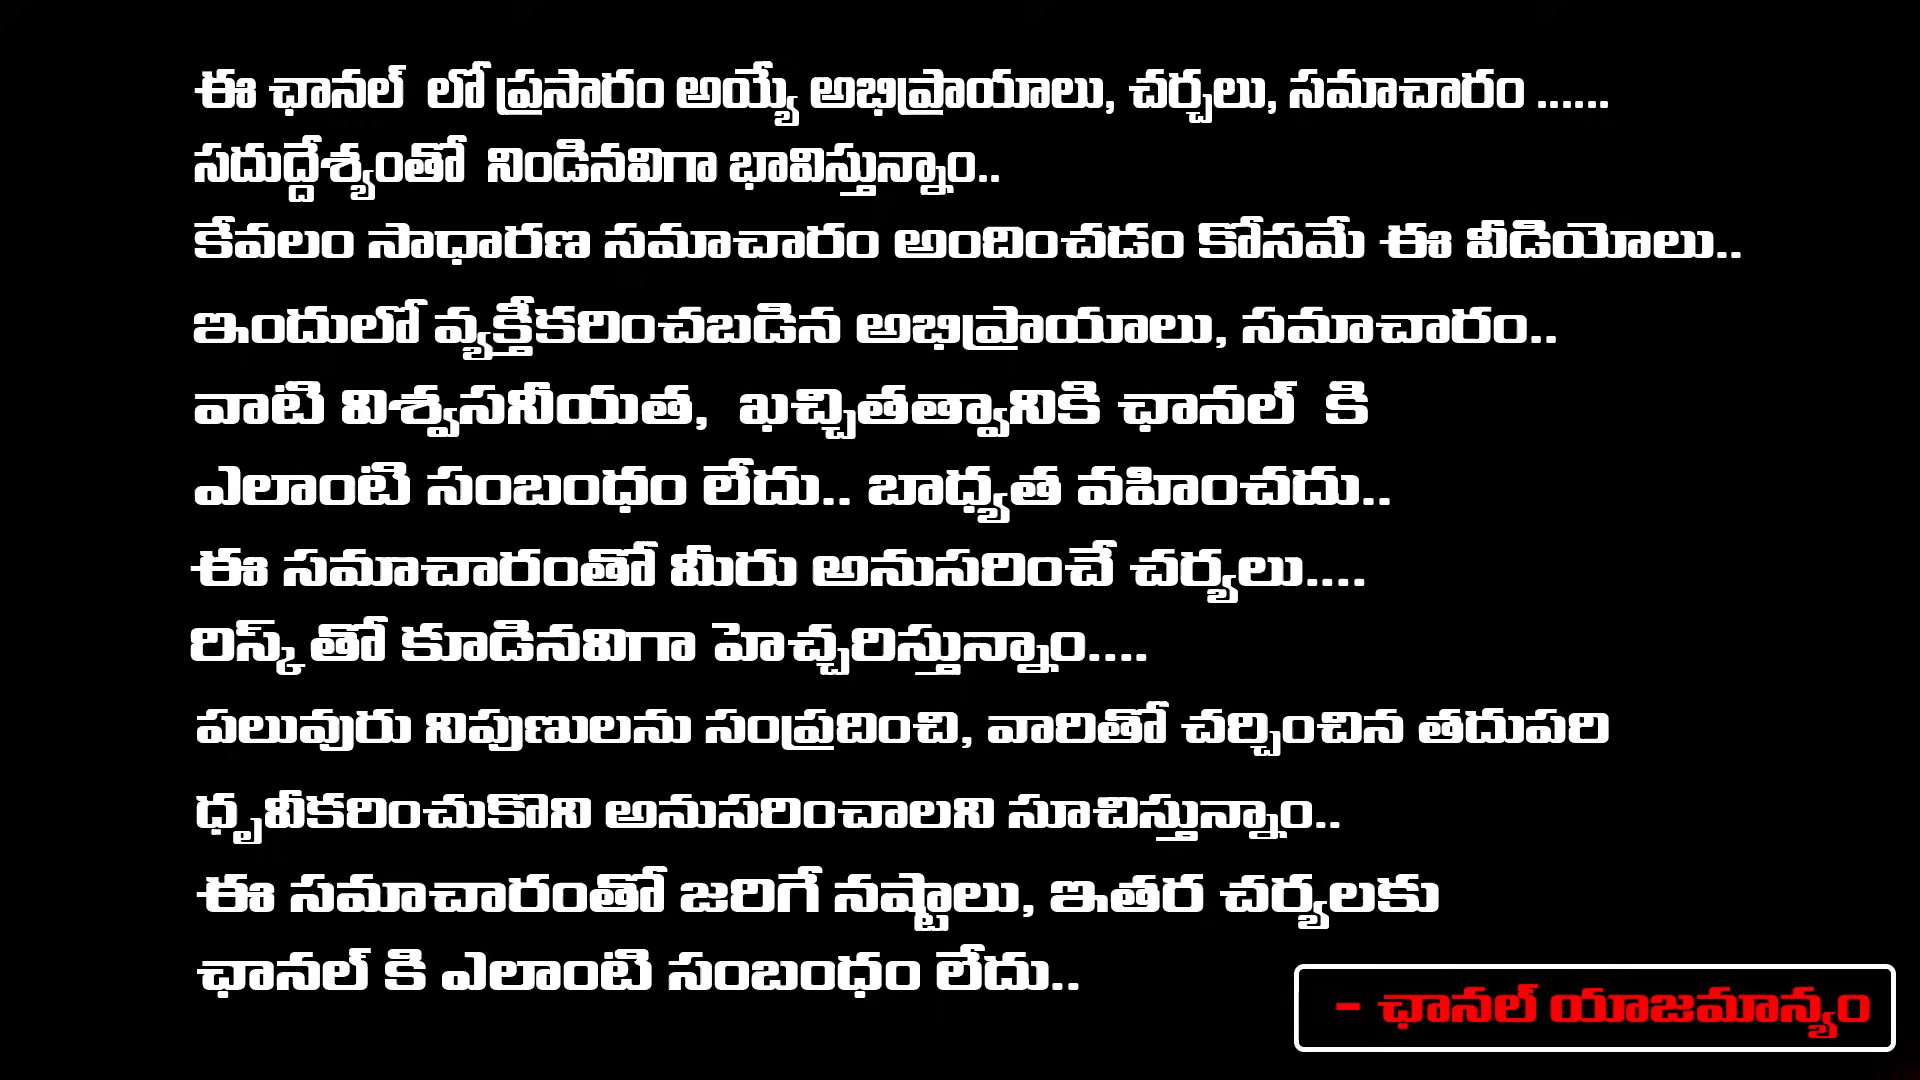 ఈ ఛానల్ లో ప్రసారం అయ్యే అభిప్రాయాలు, చర్చలు, సమాచారం ......
సదుద్దేశ్యంతో నిండినవిగా భావిస్తున్నాం..
కేవలం సాధారణ సమాచారం అందించడం కోసమే ఈ వీడియోలు..
ఇందులో వ్యక్తీకరించబడిన అభిప్రాయాలు, సమాచారం..
వాటి విశ్వసనీయత, ఖచ్చితత్వానికి ఛానల్ కి
ఎలాంటి సంబంధం లేదు.. బాధ్యత వహించదు..
ఈ సమాచారంతో మీరు అనుసరించే చర్యలు....
రిస్క్ తో కూడినవిగా హెచ్చరిస్తున్నాం....
పలువురు నిపుణులను సంప్రదించి, వారితో చర్చించిన తదుపరి
ధృవీకరించుకొని అనుసరించాలని సూచిస్తున్నాం..
ఈ సమాచారంతో జరిగే నష్టాలు, ఇతర చర్యలకు
ఛానల్ కి ఎలాంటి సంబంధం లేదు..
- ఛానల్ యాజమాన్యం